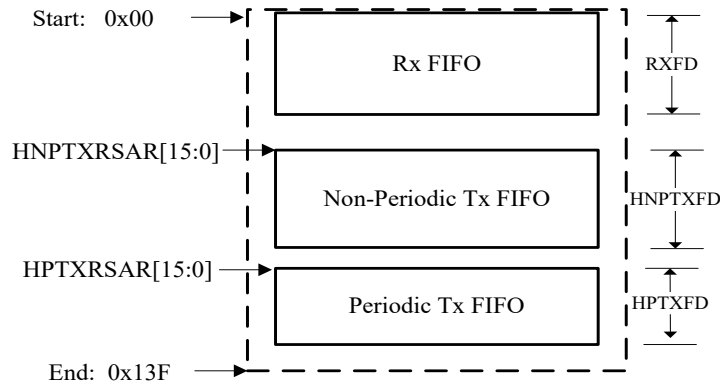 Start: 0x00
Rx FIFO
RXFD
HNPTXRSAR[15:0]
Non-Periodic Tx FIFO
HNPTXFD
HPTXRSAR[15:0]
Periodic Tx FIFO
HPTXFD
End: 0x13F